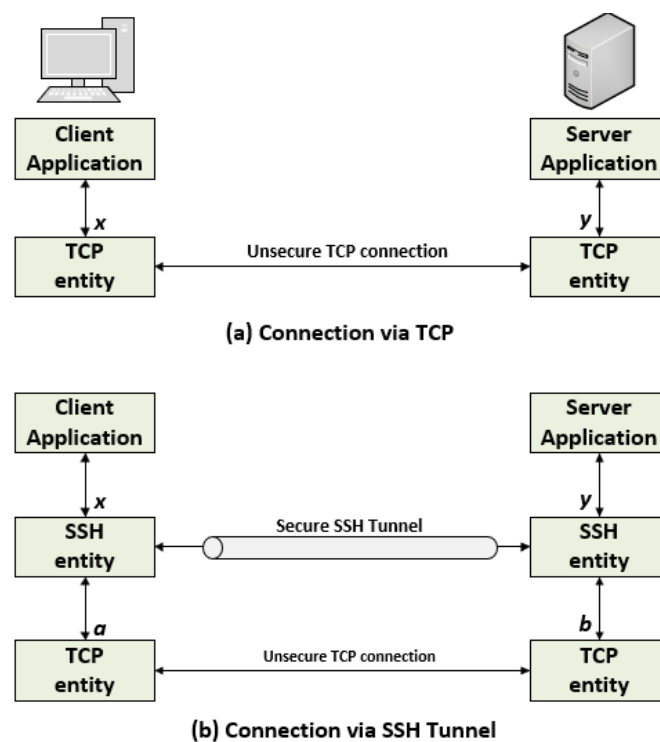 Client
Application
Server
Application
x
y
TCP
entity
Unsecure TCP connection
TCP
entity
(a) Connection via TCP
Client
Application
Server
Application
x
y
SSH
entity
Secure SSH Tunnel
SSH
entity
a
b
TCP
entity
Unsecure TCP connection
TCP
entity
(b) Connection via SSH Tunnel